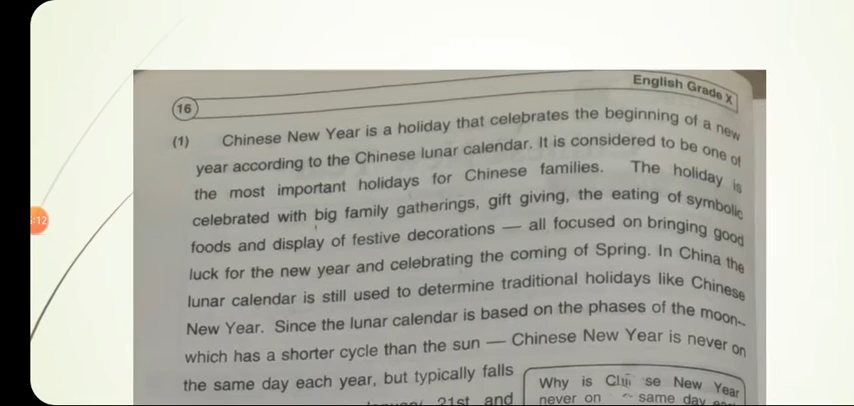 :12
English Grade X
16
(1) Chinese New Year is a holiday that celebrates the beginning of a new
year according to the Chinese lunar calendar. It is considered to be one of
the most important holidays for Chinese families. The holiday is
celebrated with big family gatherings, gift giving, the eating of symbolic
foods and display of festive decorations — all focused on bringing good
luck for the new year and celebrating the coming of Spring. In China the
lunar calendar is still used to determine traditional holidays like Chinese
New Year. Since the lunar calendar is based on the phases of the moon–
which has a shorter cycle than the sun — Chinese New Year is never on
the same day each year, but typically falls
21st and
Why is se New Year
never on same day